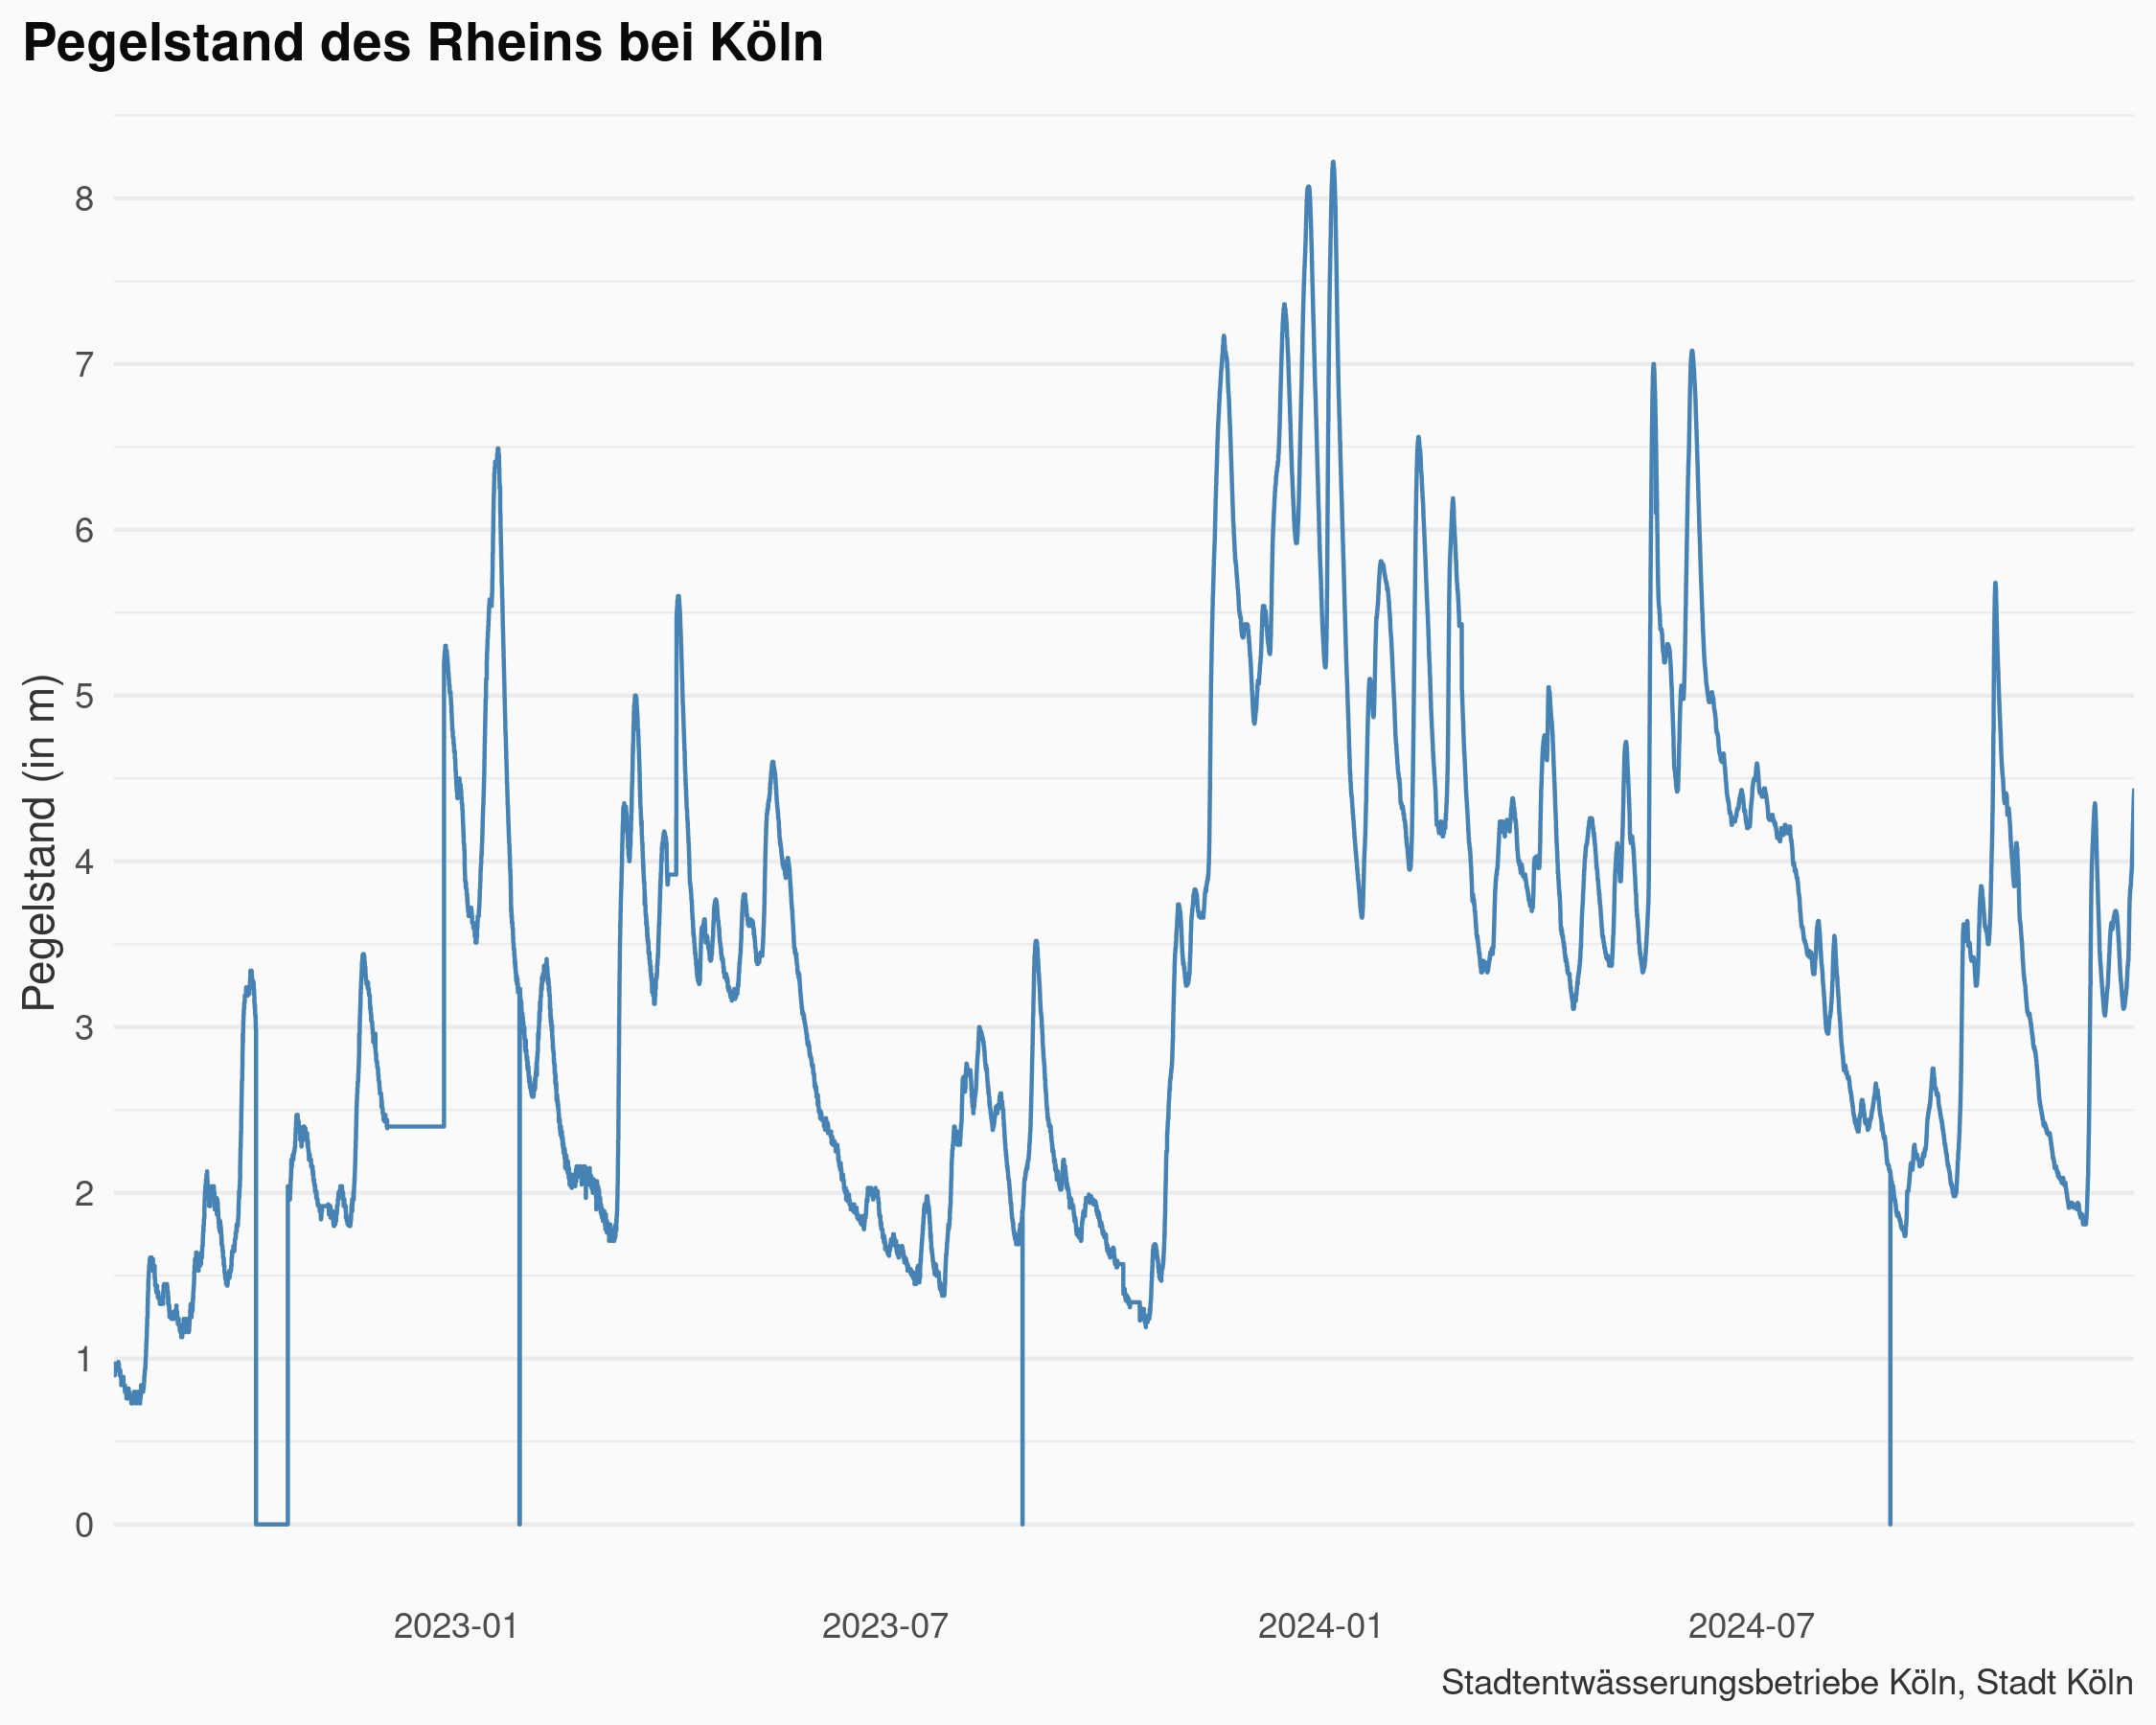 Pegelstand des Rheins bei Köln
Pegelstand (in m)
8
7
6
5
4
3
2
1
0
2023-01 2023-07 2024-01 2024-07
Stadtentwässerungsbetriebe Köln, Stadt Köln